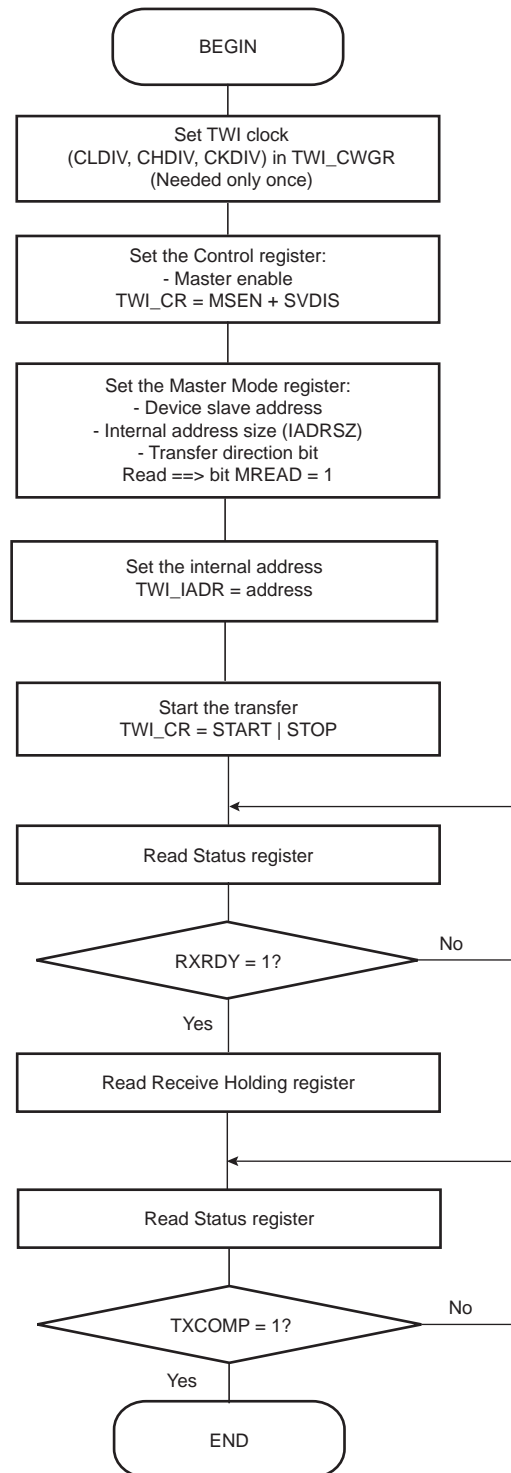 BEGIN
Set TWI clock
(CLDIV, CHDIV, CKDIV) in TWI_CWGR
(Needed only once)
Set the Control register:
- Master enable
TWI_CR = MSEN + SVDIS
Set the Master Mode register:
- Device slave address
- Internal address size (IADRSZ)
- Transfer direction bit
Read ==> bit MREAD = 1
Set the internal address
TWI_IADR = address
Start the transfer
TWI_CR = START | STOP
Read Status register
RXRDY = 1?
No
Yes
Read Receive Holding register
Read Status register
TXCOMP = 1?
No
Yes
END